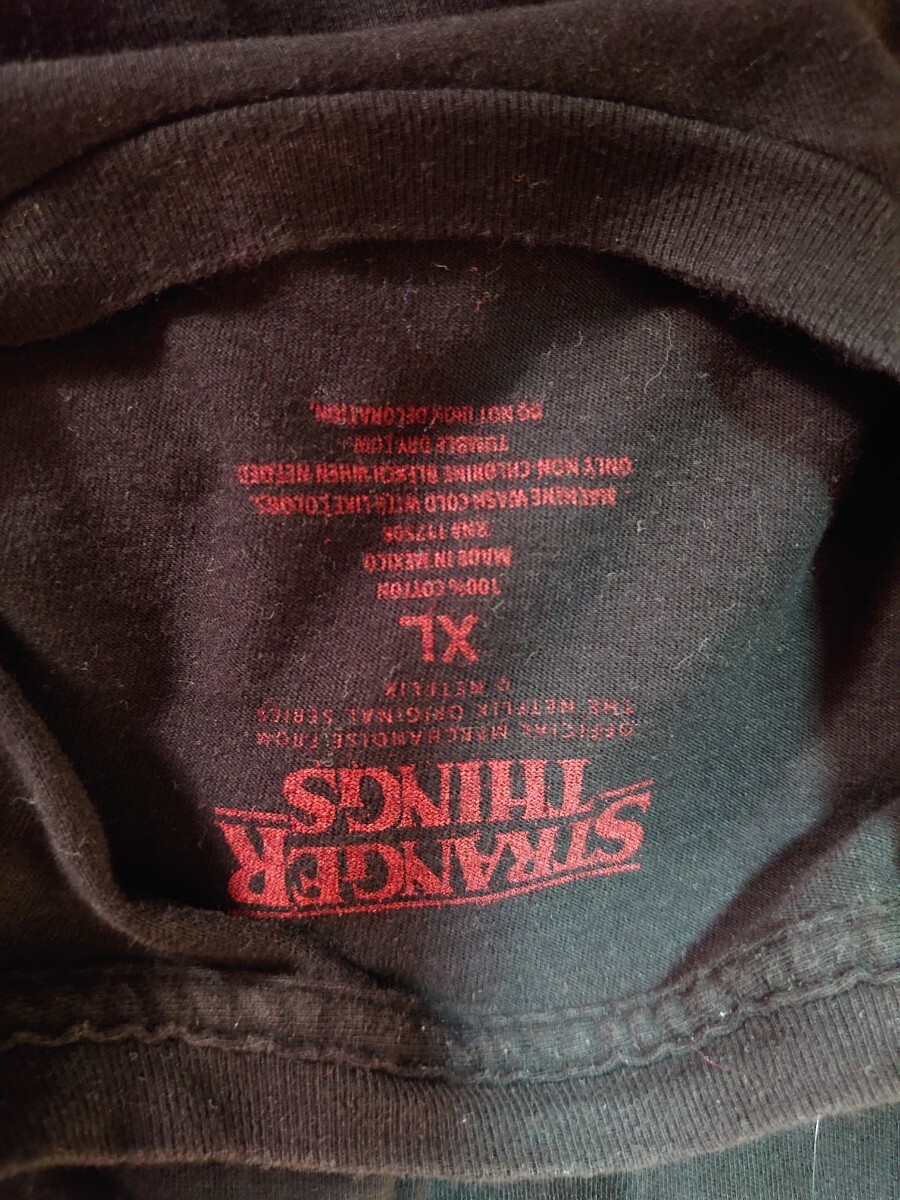 STRANGER
THINGS
OFFICIAL MERCHANDISE FROM
THE NETFLIX ORIGINAL SERIES
© NETFLIX
XL
100% COTTON
MADE IN MEXICO
RN# 117506
MACHINE WASH COLD WITH LIKE COLORS.
ONLY NON-CHLORINE BLEACH WHEN NEEDED.
TUMBLE DRY LOW.
DO NOT IRON DECORATION.